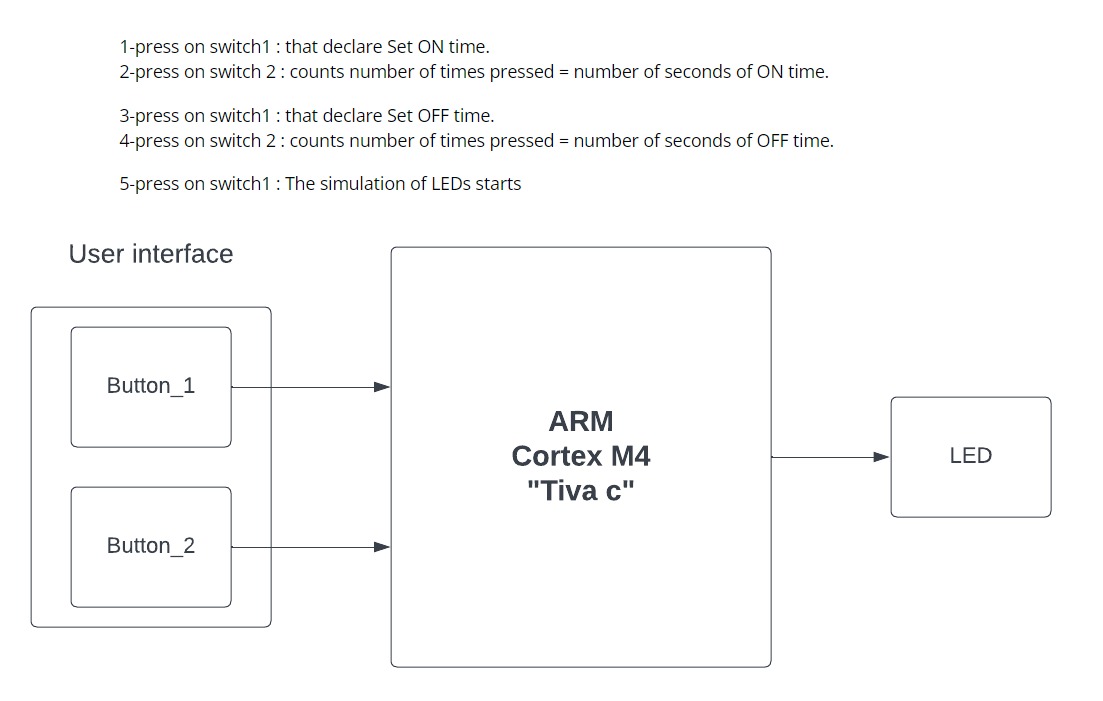 1-press on switch1 : that declare Set ON time.
2-press on switch 2 : counts number of times pressed = number of seconds of ON time.
3-press on switch1 : that declare Set OFF time.
4-press on switch 2 : counts number of times pressed = number of seconds of OFF time.
5-press on switch1 : The simulation of LEDs starts
User interface
Button_1
Button_2
ARM
Cortex M4
"Tiva c"
LED